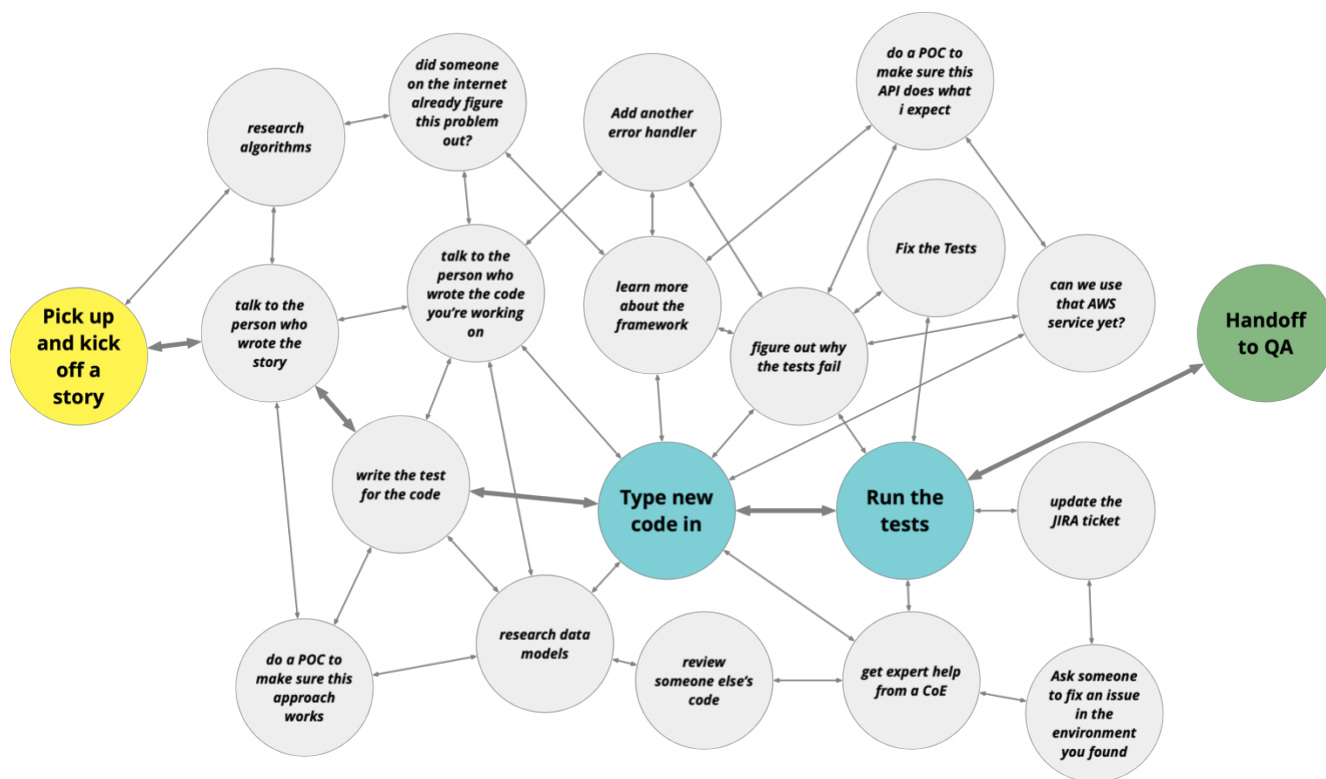 did someone
on the internet
already figure
this problem
out?
do a POC to
make sure this
API does what
i expect
research
algorithms
Add another
error handler
Fix the Tests
talk to the
person who
wrote the code
you're working
on
learn more
about the
framework
can we use
that AWS
service yet?
Pick up
and kick
off a
story
talk to the
person who
wrote the
story
figure out why
the tests fail
Handoff
to QA
write the test
for the code
Type new
code in
Run the
tests
update the
JIRA ticket
do a POC to
make sure this
approach
works
research data
models
review
someone else's
code
get expert help
from a CoE
Ask someone
to fix an issue
in the
environment
you found